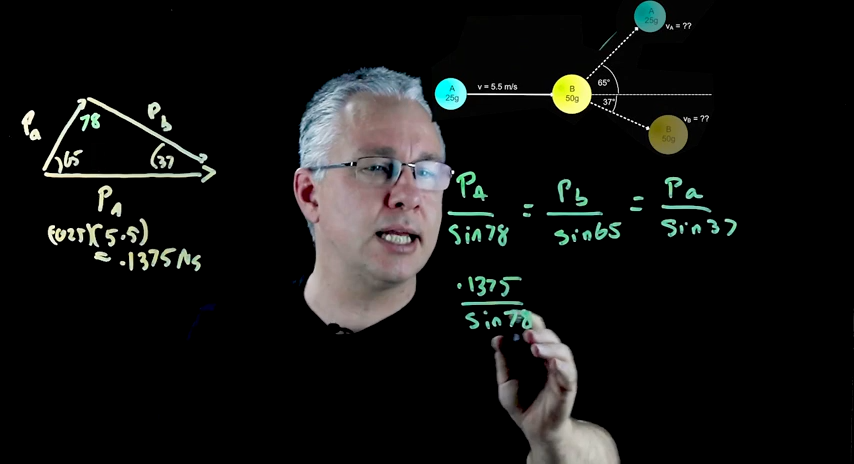 A
25g
vA = ??
v = 5.5 m/s
A
25g
B
50g
65°
37°
B
50g
vB = ??
Pa
78
Pb
65
37
PA
(.025)(5.5)
= .1375 Ns
PA/sin78 = Pb/sin65 = Pa/sin37
.1375/sin78